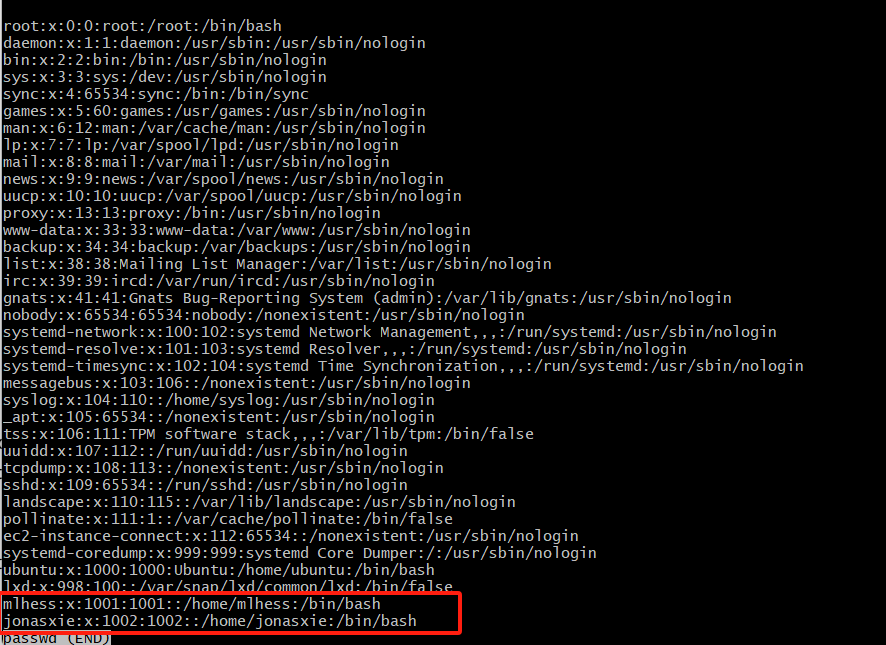 root:x:0:0:root:/root:/bin/bash
daemon:x:1:1:daemon:/usr/sbin:/usr/sbin/nologin
bin:x:2:2:bin:/bin:/usr/sbin/nologin
sys:x:3:3:sys:/dev:/usr/sbin/nologin
sync:x:4:65534:sync:/bin:/bin/sync
games:x:5:60:games:/usr/games:/usr/sbin/nologin
man:x:6:12:man:/var/cache/man:/usr/sbin/nologin
lp:x:7:7:lp:/var/spool/lpd:/usr/sbin/nologin
mail:x:8:8:mail:/var/mail:/usr/sbin/nologin
news:x:9:9:news:/var/spool/news:/usr/sbin/nologin
uucp:x:10:10:uucp:/var/spool/uucp:/usr/sbin/nologin
proxy:x:13:13:proxy:/bin:/usr/sbin/nologin
www-data:x:33:33:www-data:/var/www:/usr/sbin/nologin
backup:x:34:34:backup:/var/backups:/usr/sbin/nologin
list:x:38:38:Mailing List Manager:/var/list:/usr/sbin/nologin
irc:x:39:39:ircd:/var/run/ircd:/usr/sbin/nologin
gnats:x:41:41:Gnats Bug-Reporting System (admin):/var/lib/gnats:/usr/sbin/nologin
nobody:x:65534:65534:nobody:/nonexistent:/usr/sbin/nologin
systemd-network:x:100:102:systemd Network Management,,,:/run/systemd:/usr/sbin/nologin
systemd-resolve:x:101:103:systemd Resolver,,,:/run/systemd:/usr/sbin/nologin
systemd-timesync:x:102:104:systemd Time Synchronization,,,:/run/systemd:/usr/sbin/nologin
messagebus:x:103:106::/nonexistent:/usr/sbin/nologin
syslog:x:104:110::/home/syslog:/usr/sbin/nologin
_apt:x:105:65534::/nonexistent:/usr/sbin/nologin
tss:x:106:111:TPM software stack,,,:/var/lib/tpm:/bin/false
uuidd:x:107:112::/run/uuidd:/usr/sbin/nologin
tcpdump:x:108:113::/nonexistent:/usr/sbin/nologin
sshd:x:109:65534::/run/sshd:/usr/sbin/nologin
landscape:x:110:115::/var/lib/landscape:/usr/sbin/nologin
pollinate:x:111:1::/var/cache/pollinate:/bin/false
ec2-instance-connect:x:112:65534::/nonexistent:/usr/sbin/nologin
systemd-coredump:x:999:999:systemd Core Dumper:/:/usr/sbin/nologin
ubuntu:x:1000:1000:Ubuntu:/home/ubuntu:/bin/bash
lxd:x:998:100::/var/snap/lxd/common/lxd:/bin/false
mlhess:x:1001:1001::/home/mlhess:/bin/bash
jonasxie:x:1002:1002::/home/jonasxie:/bin/bash
passwd (END)